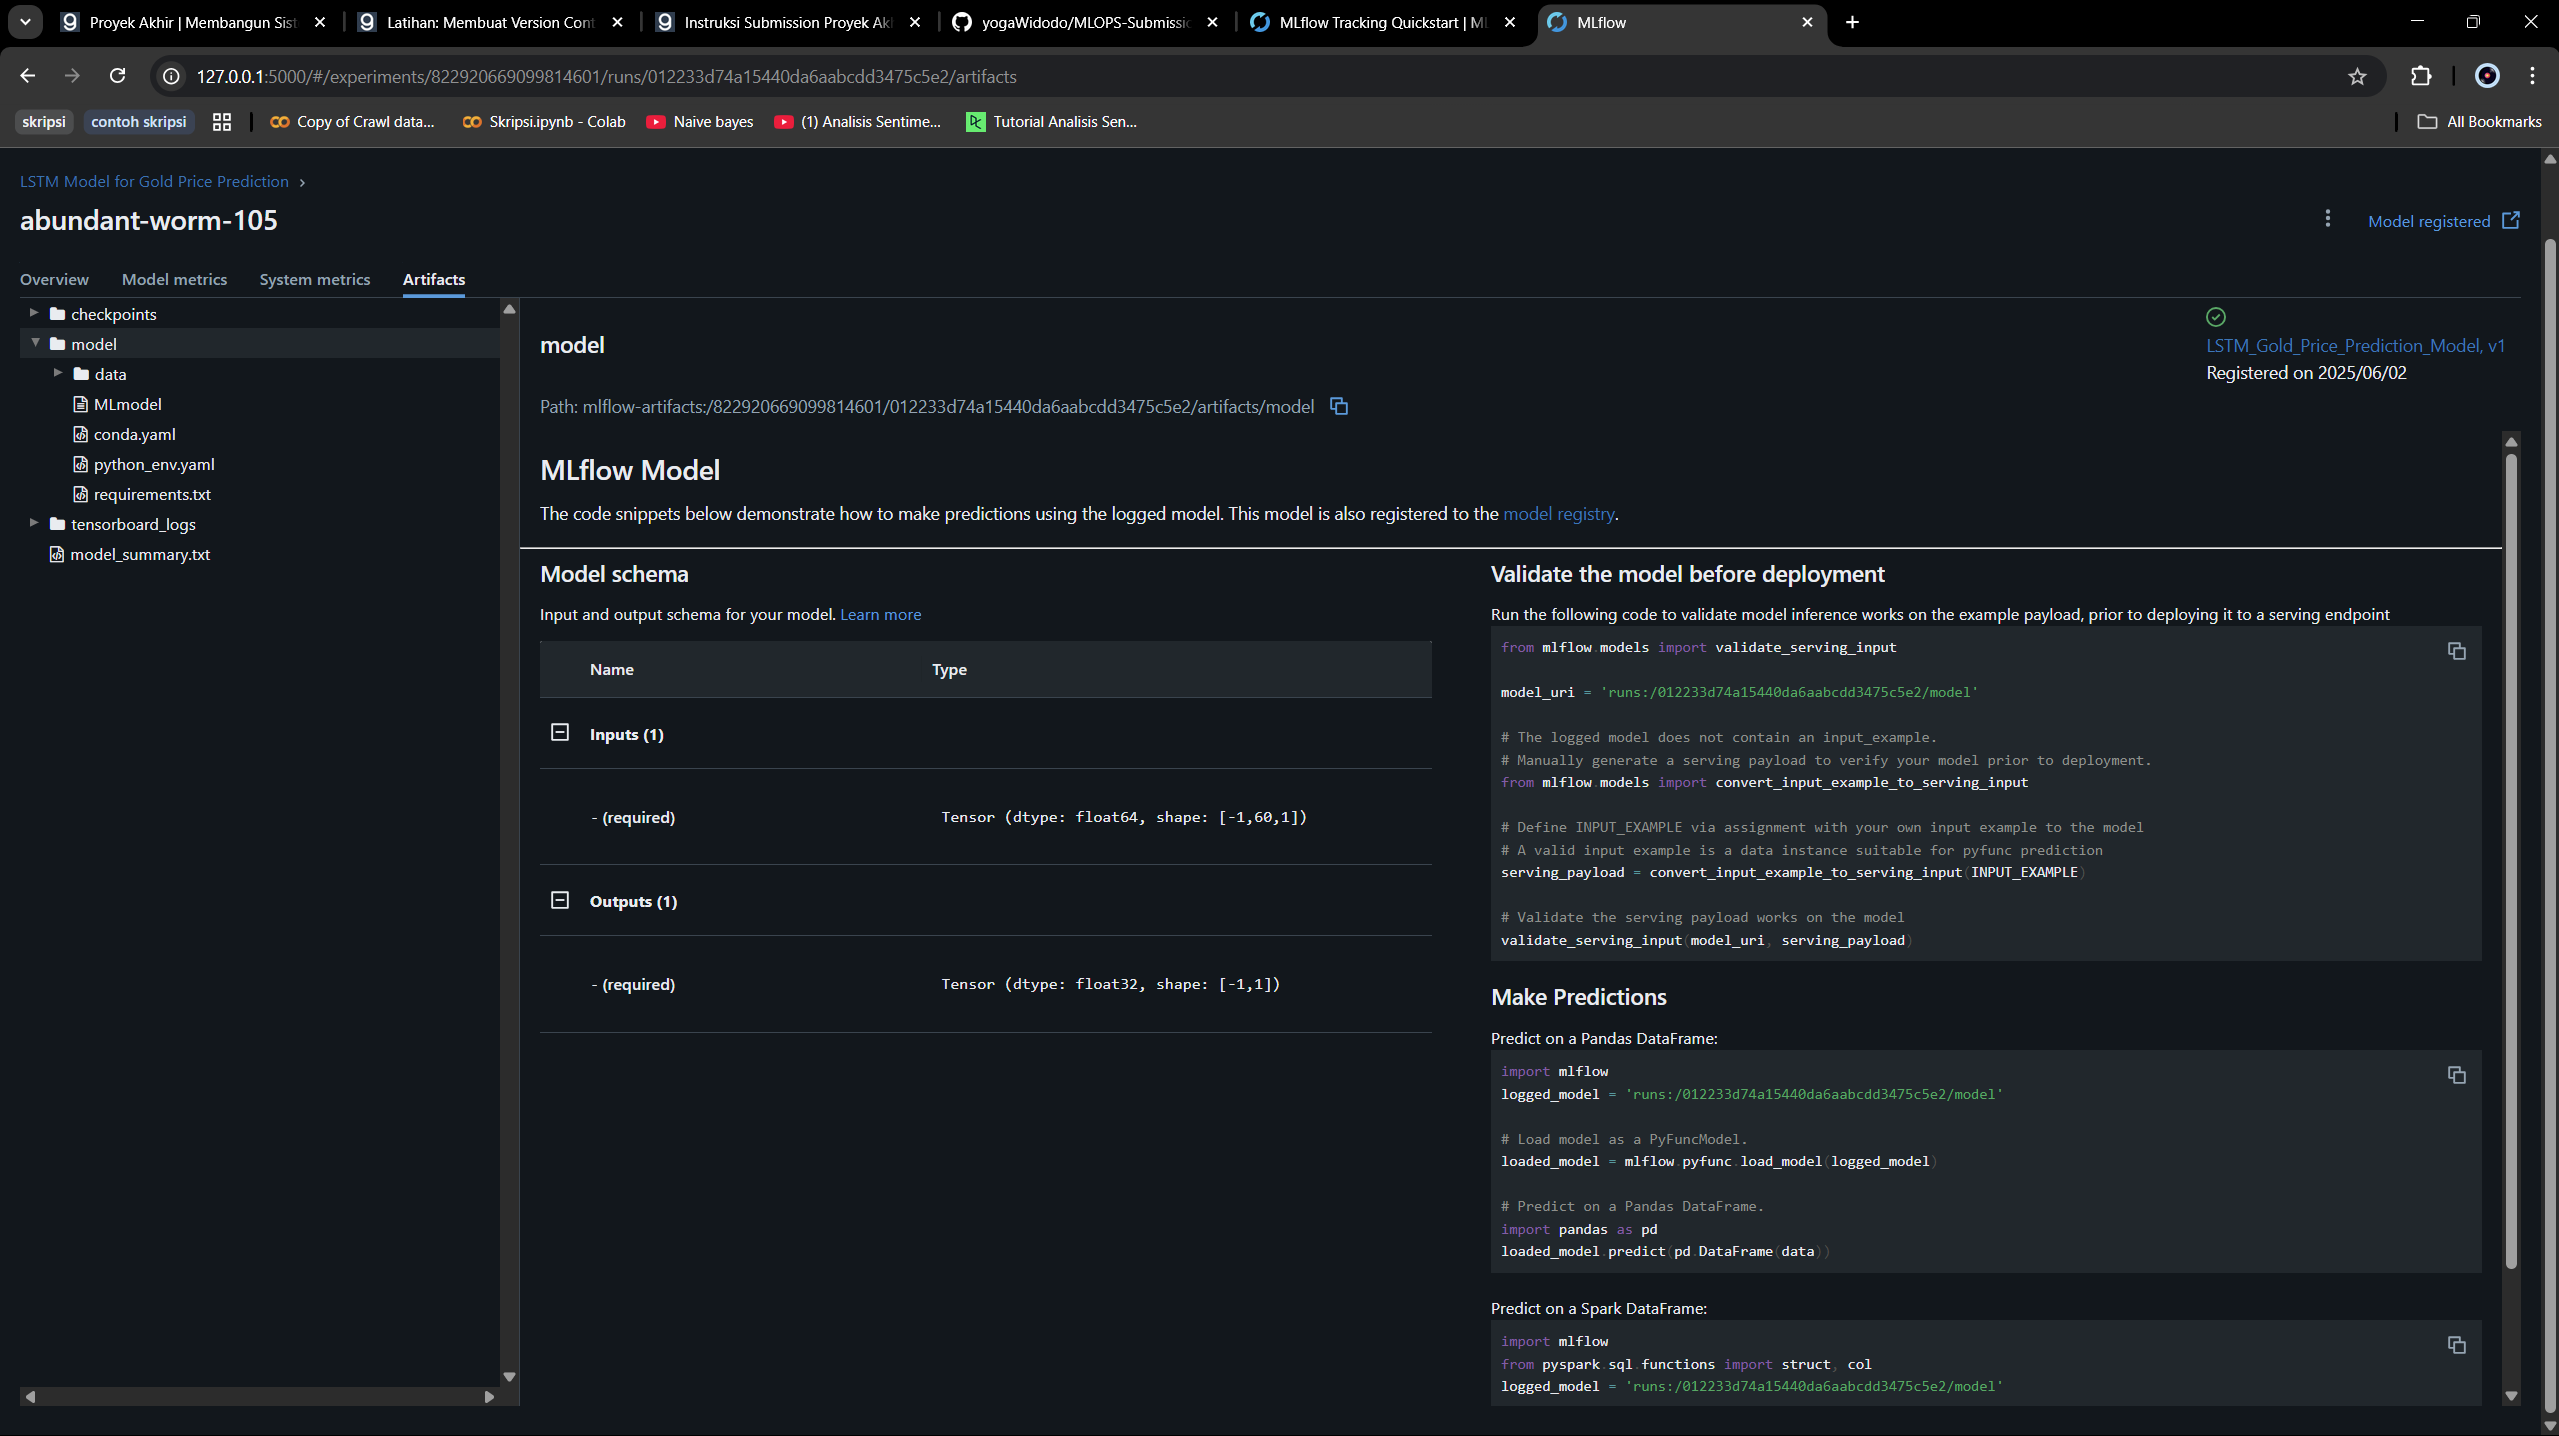 Proyek Akhir | Membangun Sist
Latihan: Membuat Version Cont
Instruksi Submission Proyek Akh
yogaWidodo/MLOPS-Submissio
MLflow Tracking Quickstart | ML
MLflow
127.0.0.1:5000/#/experiments/822920669099814601/runs/012233d74a15440da6aabcdd3475c5e2/artifacts
skripsi
contoh skripsi
Copy of Crawl data...
Skripsi.ipynb - Colab
Naive bayes
(1) Analisis Sentime...
Tutorial Analisis Sen...
All Bookmarks
LSTM Model for Gold Price Prediction
abundant-worm-105
Model registered
Overview
Model metrics
System metrics
Artifacts
checkpoints
model
data
MLmodel
conda.yaml
python_env.yaml
requirements.txt
tensorboard_logs
model_summary.txt
model
LSTM_Gold_Price_Prediction_Model, v1
Registered on 2025/06/02
Path: mlflow-artifacts:/822920669099814601/012233d74a15440da6aabcdd3475c5e2/artifacts/model
MLflow Model
The code snippets below demonstrate how to make predictions using the logged model. This model is also registered to the model registry.
Model schema
Input and output schema for your model. Learn more
Name Type
Inputs (1)
- (required) Tensor (dtype: float64, shape: [-1,60,1])
Outputs (1)
- (required) Tensor (dtype: float32, shape: [-1,1])
Validate the model before deployment
Run the following code to validate model inference works on the example payload, prior to deploying it to a serving endpoint
from mlflow.models import validate_serving_input
model_uri = 'runs:/012233d74a15440da6aabcdd3475c5e2/model'
# The logged model does not contain an input_example.
# Manually generate a serving payload to verify your model prior to deployment.
from mlflow.models import convert_input_example_to_serving_input
# Define INPUT_EXAMPLE via assignment with your own input example to the model
# A valid input example is a data instance suitable for pyfunc prediction
serving_payload = convert_input_example_to_serving_input(INPUT_EXAMPLE)
# Validate the serving payload works on the model
validate_serving_input(model_uri, serving_payload)
Make Predictions
Predict on a Pandas DataFrame:
import mlflow
logged_model = 'runs:/012233d74a15440da6aabcdd3475c5e2/model'
# Load model as a PyFuncModel.
loaded_model = mlflow.pyfunc.load_model(logged_model)
# Predict on a Pandas DataFrame.
import pandas as pd
loaded_model.predict(pd.DataFrame(data))
Predict on a Spark DataFrame:
import mlflow
from pyspark.sql.functions import struct, col
logged_model = 'runs:/012233d74a15440da6aabcdd3475c5e2/model'